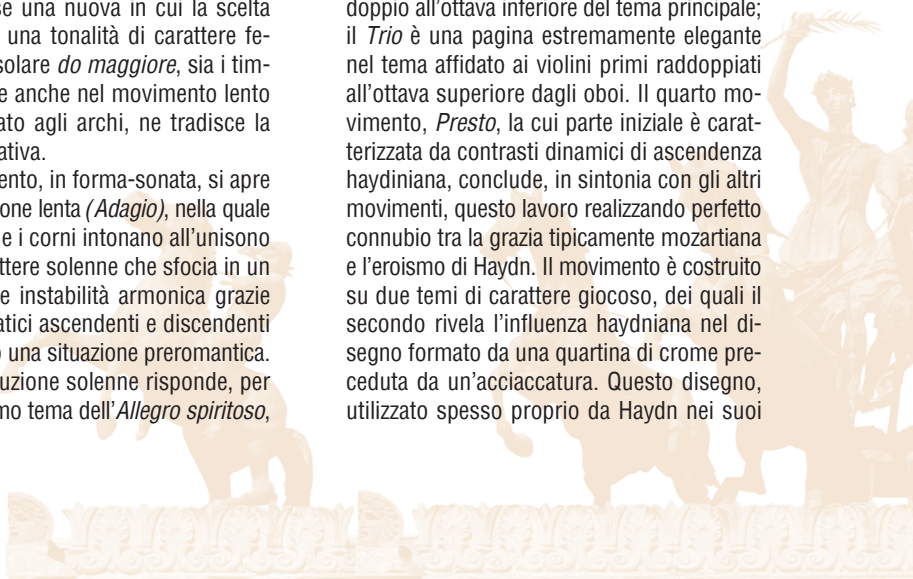 se una nuova in cui la scelta
una tonalità di carattere fe-
solare do maggiore, sia i tim-
e anche nel movimento lento
ato agli archi, ne tradisce la
ativa.
ento, in forma-sonata, si apre
one lenta (Adagio), nella quale
e i corni intonano all'unisono
ttere solenne che sfocia in un
e instabilità armonica grazie
atici ascendenti e discendenti
o una situazione preromantica.
uzione solenne risponde, per
mo tema dell'Allegro spiritoso,
doppio all'ottava inferiore del tema principale;
il Trio è una pagina estremamente elegante
nel tema affidato ai violini primi raddoppiati
all'ottava superiore dagli oboi. Il quarto mo-
vimento, Presto, la cui parte iniziale è carat-
terizzata da contrasti dinamici di ascendenza
haydiniana, conclude, in sintonia con gli altri
movimenti, questo lavoro realizzando perfetto
connubio tra la grazia tipicamente mozartiana
e l'eroismo di Haydn. Il movimento è costruito
su due temi di carattere giocoso, dei quali il
secondo rivela l'influenza haydniana nel di-
segno formato da una quartina di crome pre-
ceduta da un'acciaccatura. Questo disegno,
utilizzato spesso proprio da Haydn nei suoi